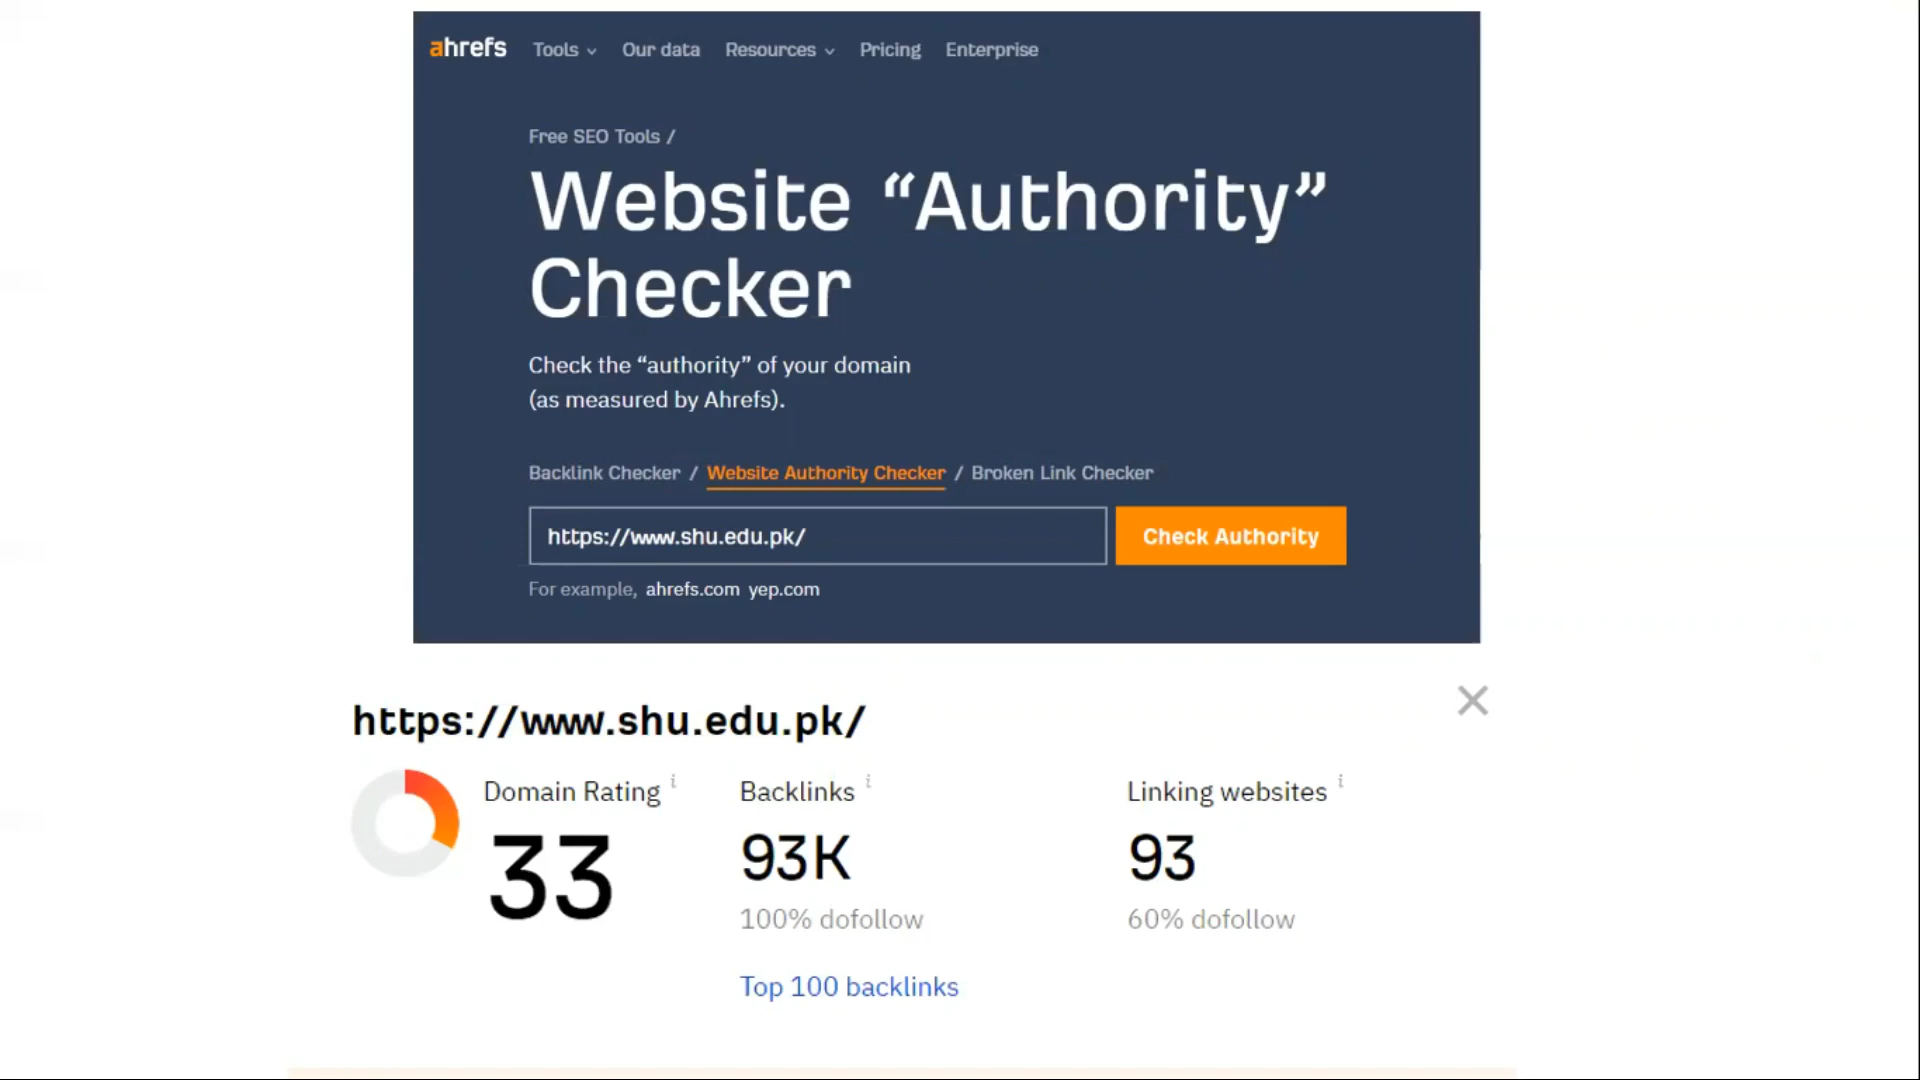 ahrefs Tools Our data Resources Pricing Enterprise
Free SEO Tools /
Website “Authority”
Checker
Check the “authority” of your domain
(as measured by Ahrefs).
Backlink Checker / Website Authority Checker / Broken Link Checker
https://www.shu.edu.pk/ Check Authority
For example, ahrefs.com yep.com
https://www.shu.edu.pk/
Domain Rating i Backlinks i Linking websites i
33 93K 93
100% dofollow 60% dofollow
Top 100 backlinks